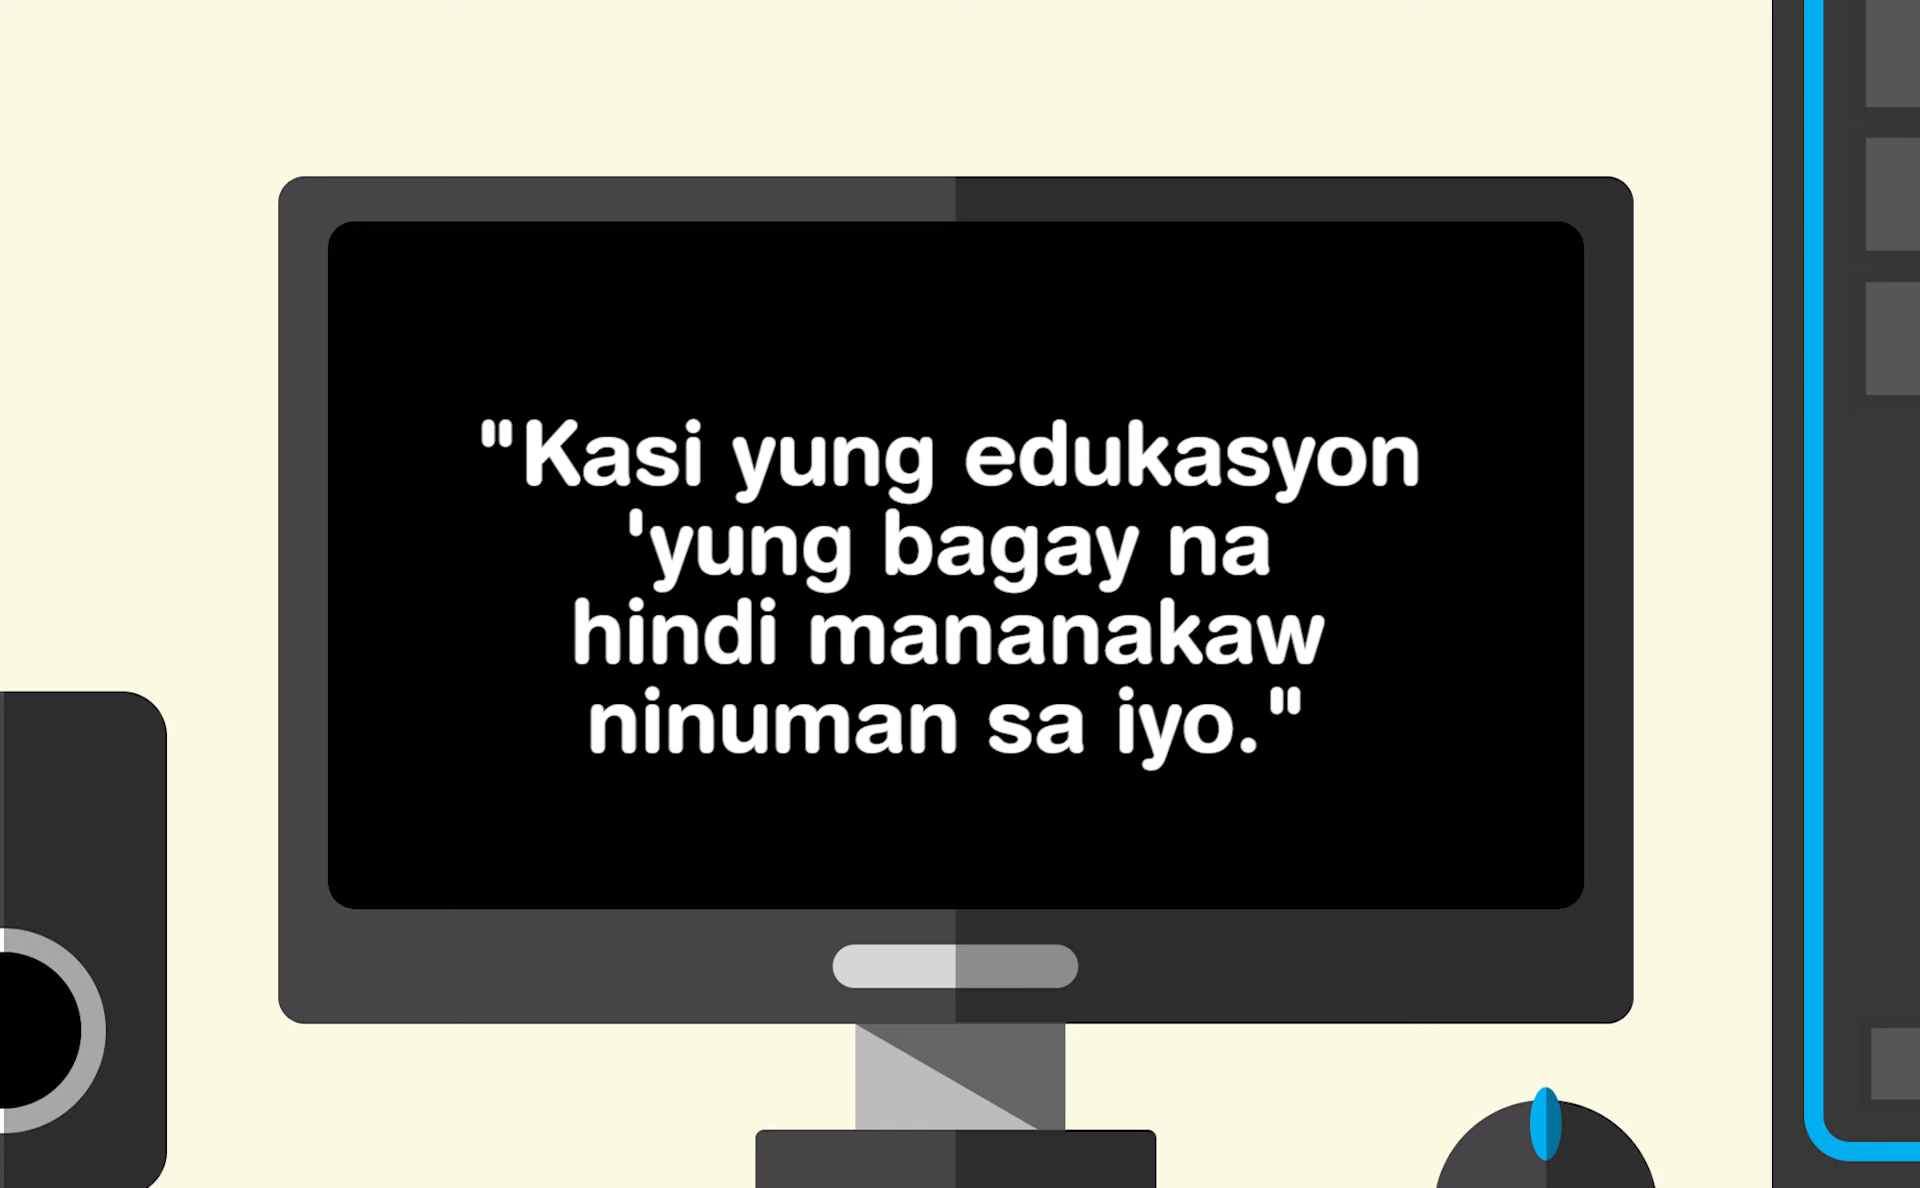 "Kasi yung edukasyon
'yung bagay na
hindi mananakaw
ninuman sa iyo."